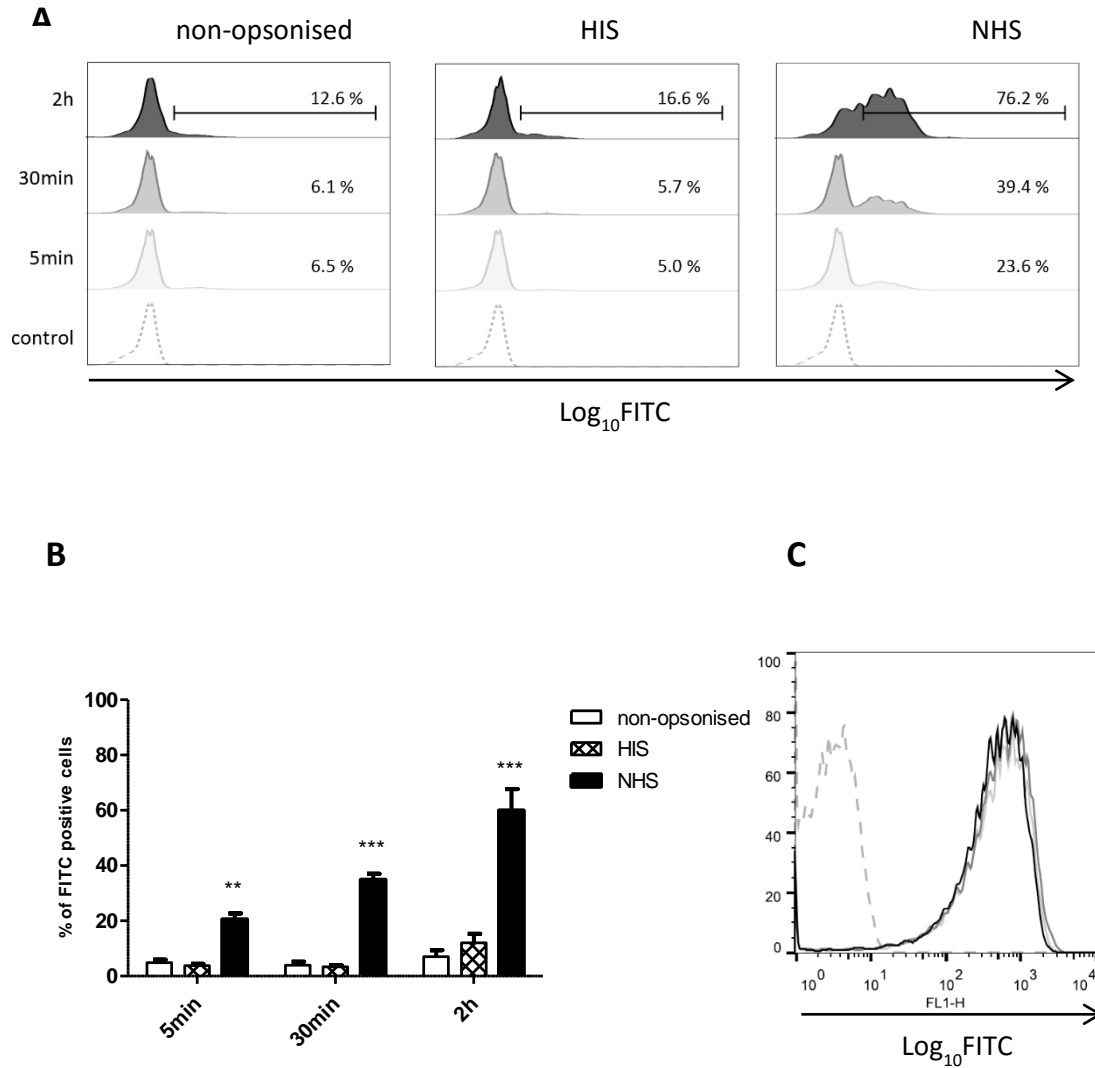 A
non-opsonised HIS NHS
2h 12.6 % 16.6 % 76.2 %
30min 6.1 % 5.7 % 39.4 %
5min 6.5 % 5.0 % 23.6 %
control
Log10FITC
B C
% of FITC positive cells
100
80
60
40
20
0
** *** ***
5min 30min 2h
non-opsonised
HIS
NHS
100
80
60
40
20
0
10^0 10^1 10^2 10^3 10^4
FL1-H
Log10FITC